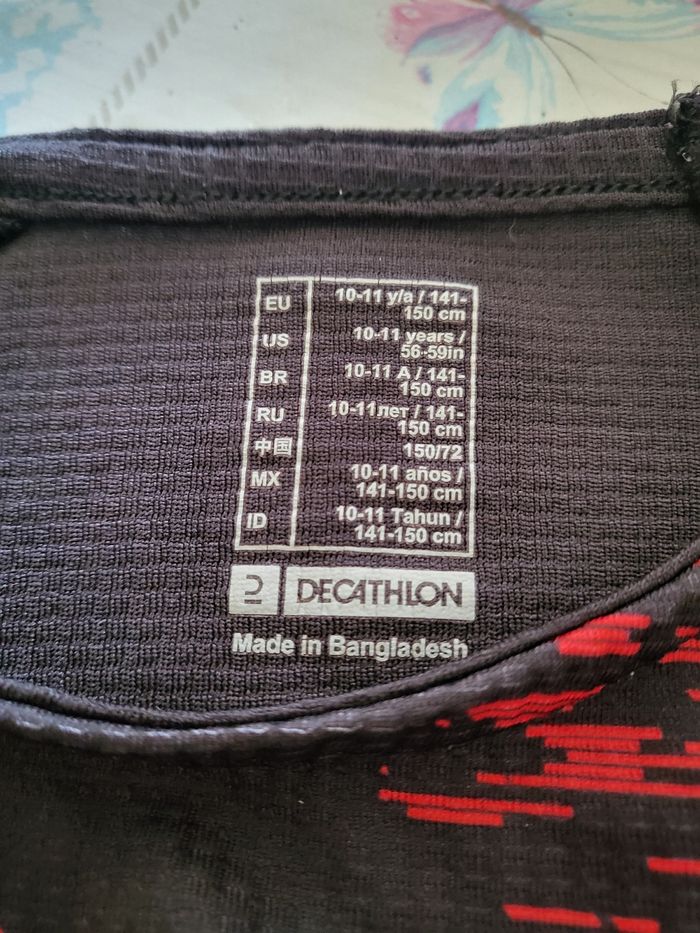 EU 10-11 y/a / 141-
150 cm
US 10-11 years /
56-59in
BR 10-11 A / 141-
150 cm
RU 10-11лет / 141-
150 cm
中国 150/72
MX 10-11 años /
141-150 cm
ID 10-11 Tahun /
141-150 cm
DECATHLON
Made in Bangladesh